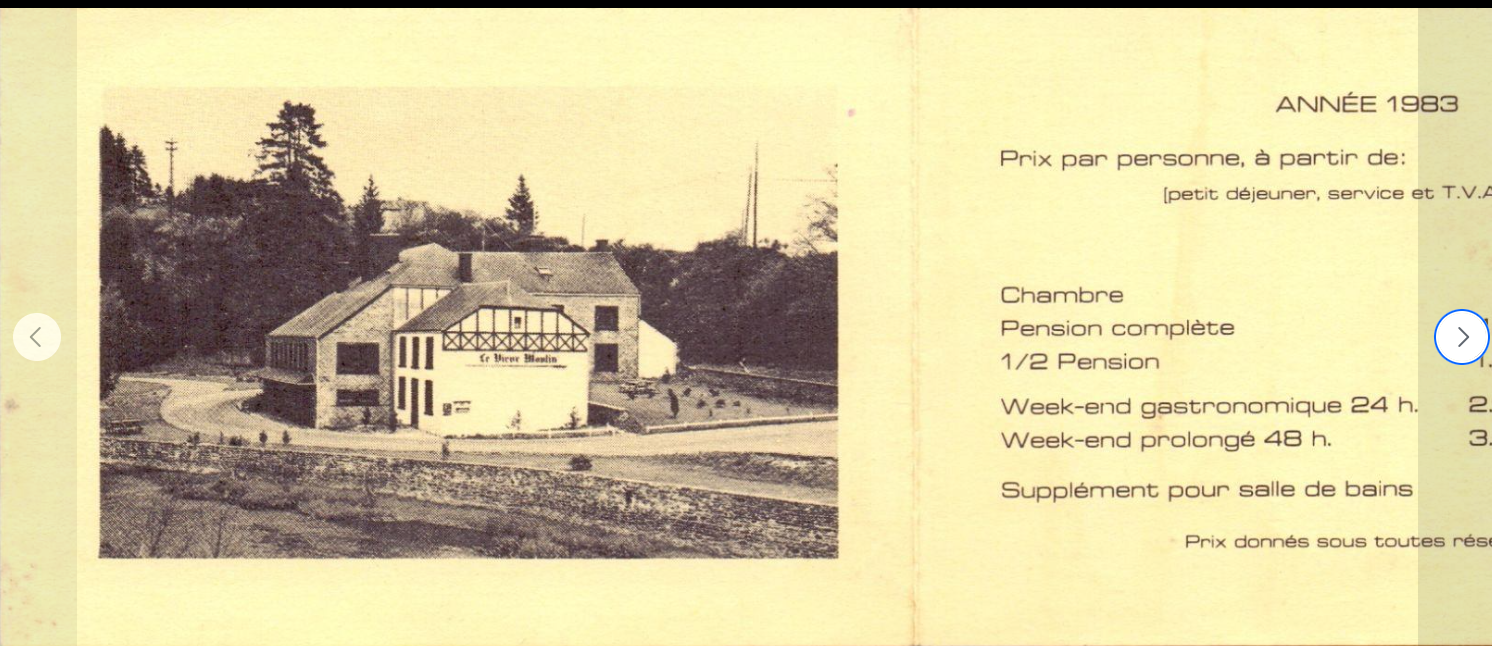 Le Vieux Moulin
ANNÉE 1983
Prix par personne, à partir de:
(petit déjeuner, service et T.V.A
Chambre
Pension complète
1/2 Pension 1.
Week-end gastronomique 24 h. 2.
Week-end prolongé 48 h. 3.
Supplément pour salle de bains
Prix donnés sous toutes rése